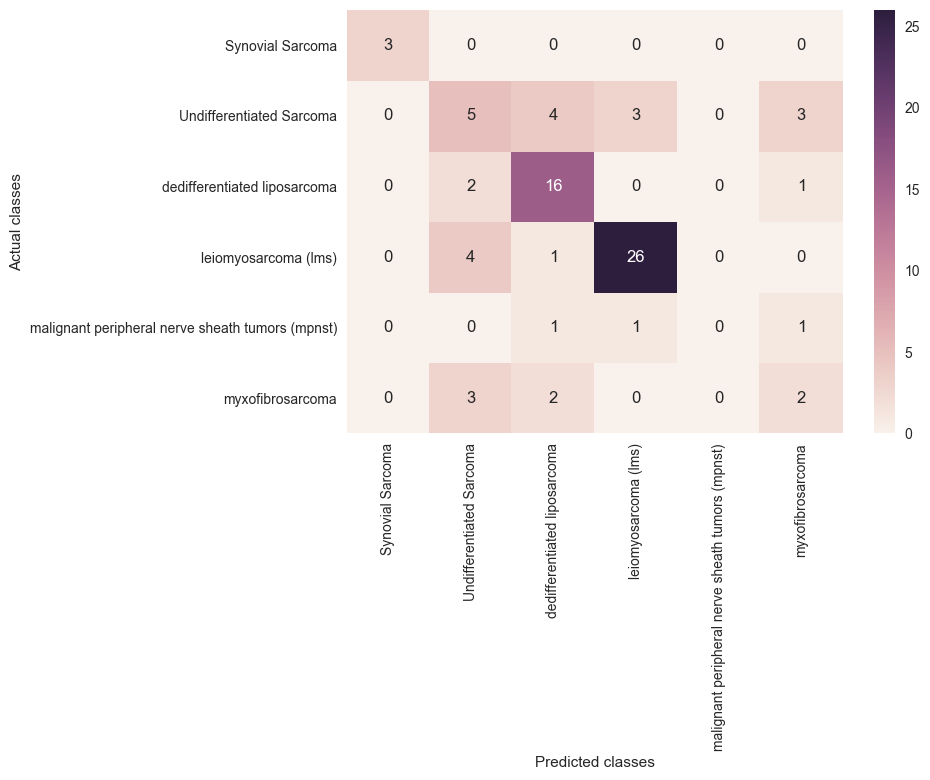 Synovial Sarcoma 3 0 0 0 0 0
Undifferentiated Sarcoma 0 5 4 3 0 3
dedifferentiated liposarcoma 0 2 16 0 0 1
leiomyosarcoma (lms) 0 4 1 26 0 0
malignant peripheral nerve sheath tumors (mpnst) 0 0 1 1 0 1
myxofibrosarcoma 0 3 2 0 0 2
Actual classes
Synovial Sarcoma
Undifferentiated Sarcoma
dedifferentiated liposarcoma
leiomyosarcoma (lms)
malignant peripheral nerve sheath tumors (mpnst)
myxofibrosarcoma
Predicted classes
25
20
15
10
5
0